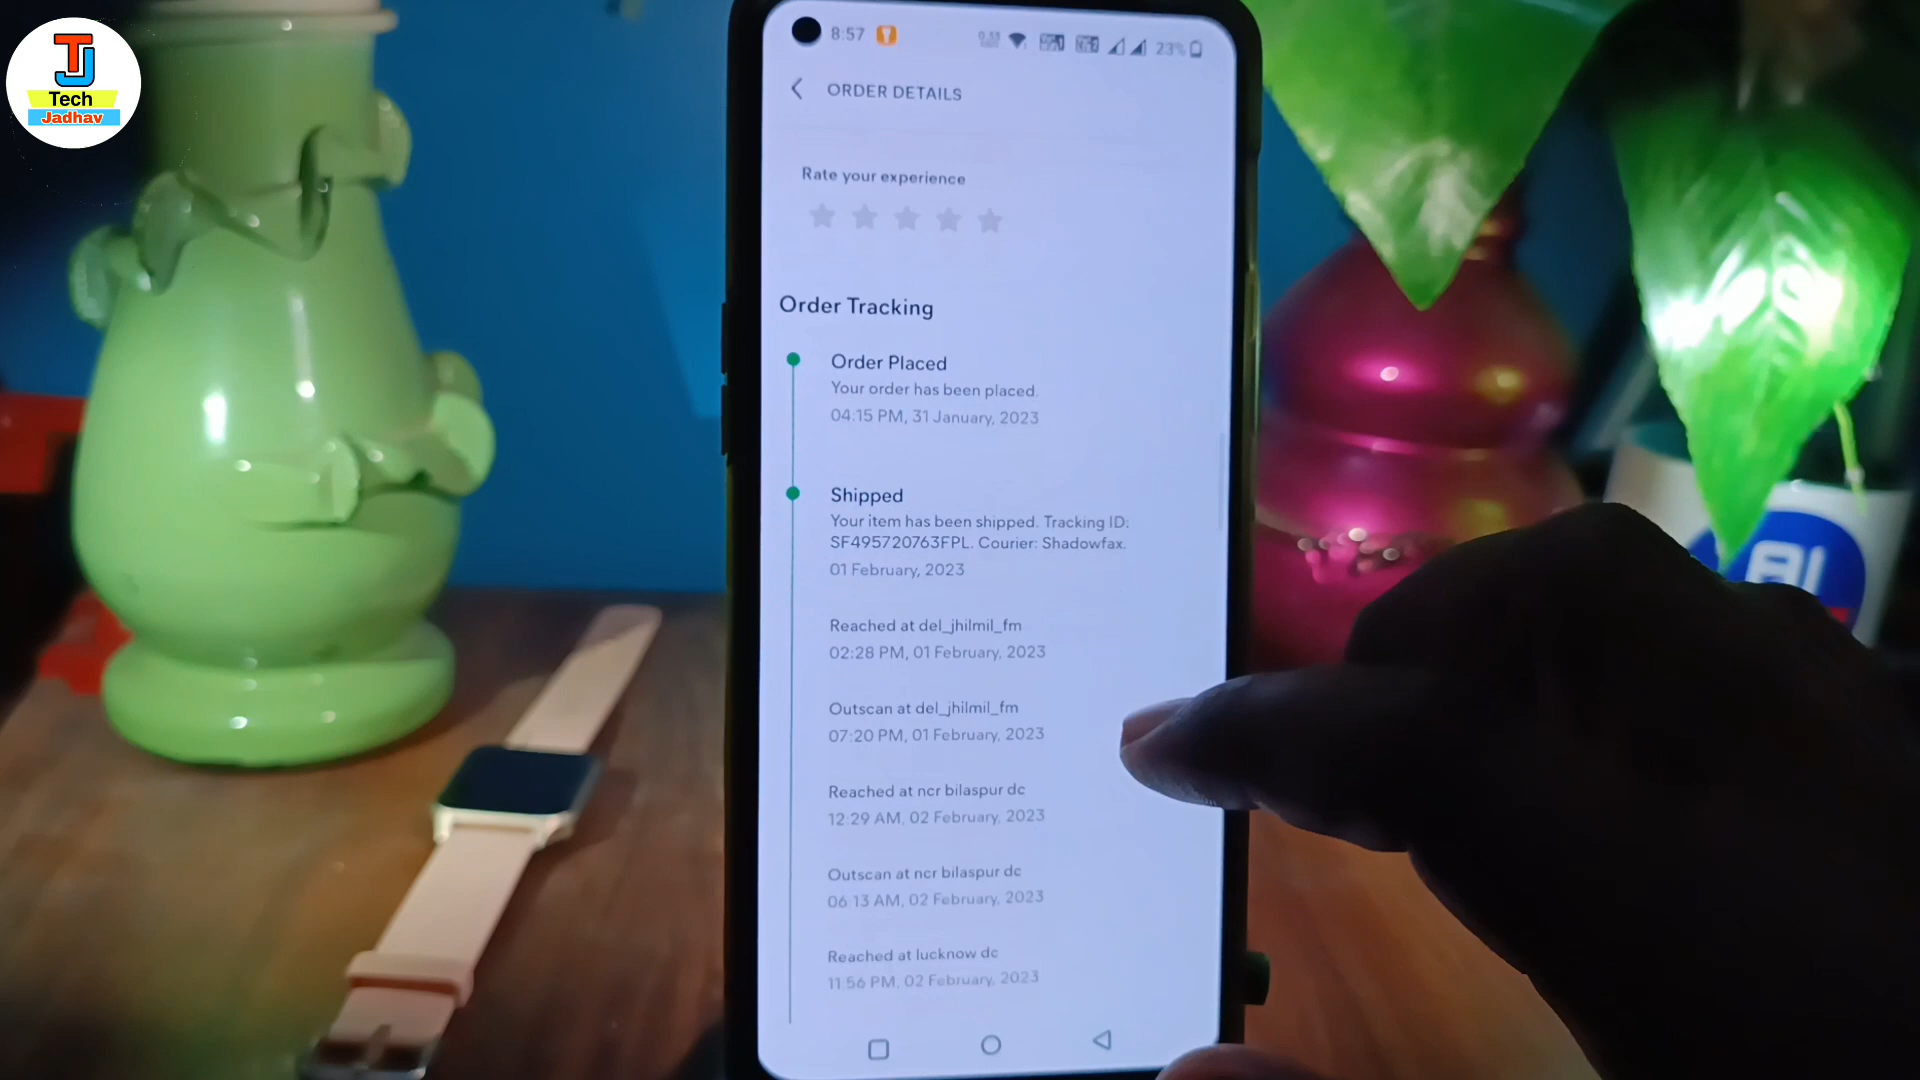 TJ
Tech
Jadhav
8:57
23%
ORDER DETAILS
Rate your experience
Order Tracking
Order Placed
Your order has been placed.
04:15 PM, 31 January, 2023
Shipped
Your item has been shipped. Tracking ID:
SF495720763FPL. Courier: Shadowfax.
01 February, 2023
Reached at del_jhilmil_fm
02:28 PM, 01 February, 2023
Outscan at del_jhilmil_fm
07:20 PM, 01 February, 2023
Reached at ncr bilaspur dc
12:29 AM, 02 February, 2023
Outscan at ncr bilaspur dc
06:13 AM, 02 February, 2023
Reached at lucknow dc
11:56 PM, 02 February, 2023